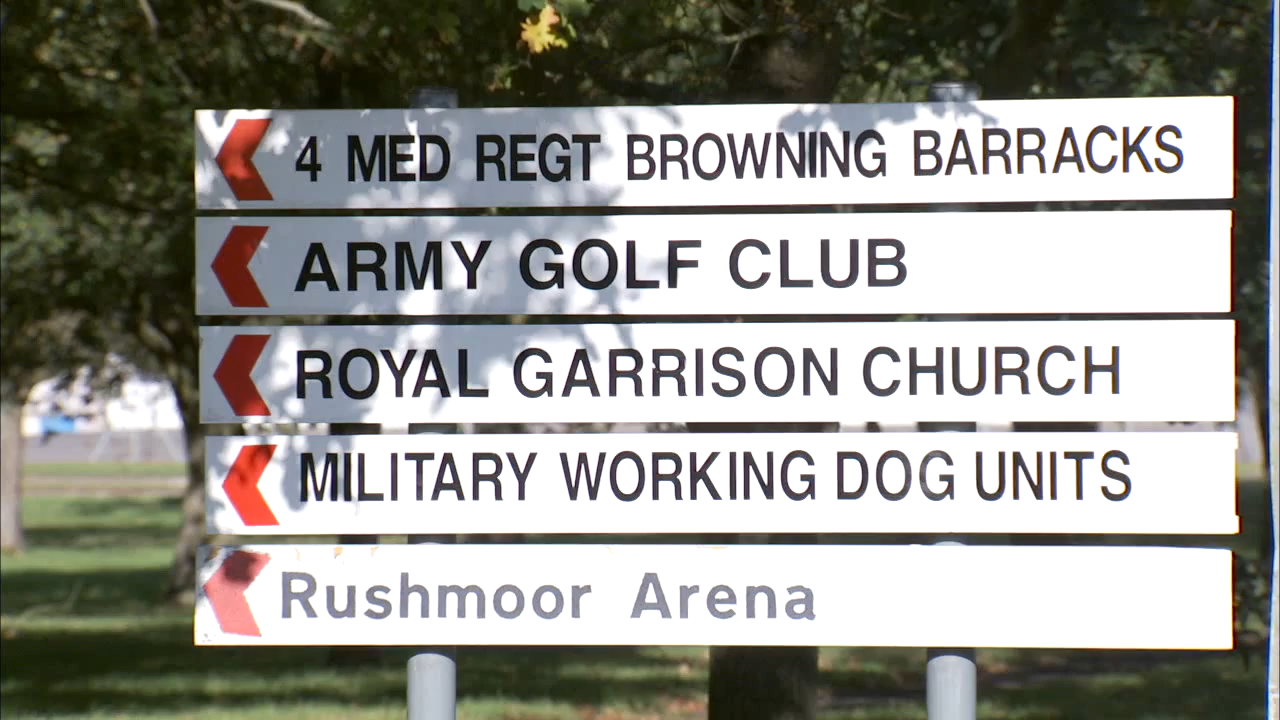 4 MED REGT BROWNING BARRACKS
ARMY GOLF CLUB
ROYAL GARRISON CHURCH
MILITARY WORKING DOG UNITS
Rushmoor Arena